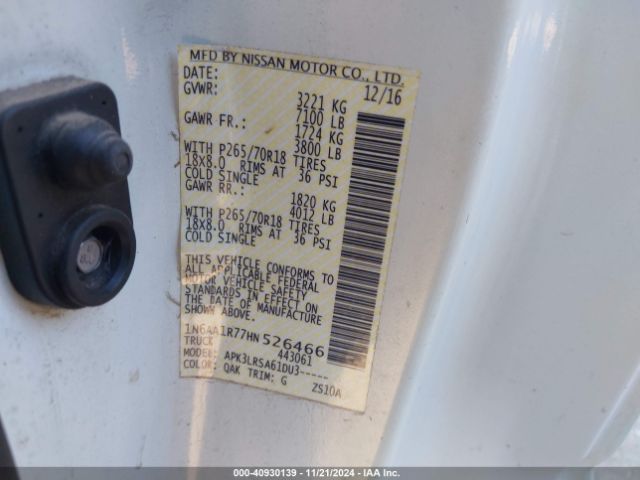 MFD BY NISSAN MOTOR CO., LTD.
DATE: 12/16
GVWR: 3221 KG
7100 LB
GAWR FR.: 1724 KG
3800 LB
WITH P265/70R18 TIRES
18X8.0 RIMS AT 36 PSI
COLD SINGLE
GAWR RR.: 1820 KG
4012 LB
WITH P265/70R18 TIRES
18X8.0 RIMS AT 36 PSI
COLD SINGLE
THIS VEHICLE CONFORMS TO
ALL APPLICABLE FEDERAL
MOTOR VEHICLE SAFETY
STANDARDS IN EFFECT ON
THE DATE OF MANUFACTURE
SHOWN ABOVE.
1N6AA1R77HN526466
TRUCK 443061
MODEL: APK3LRSA61DU3-----
COLOR: QAK TRIM: G ZS10A
000-40930139 - 11/21/2024 - IAA Inc.